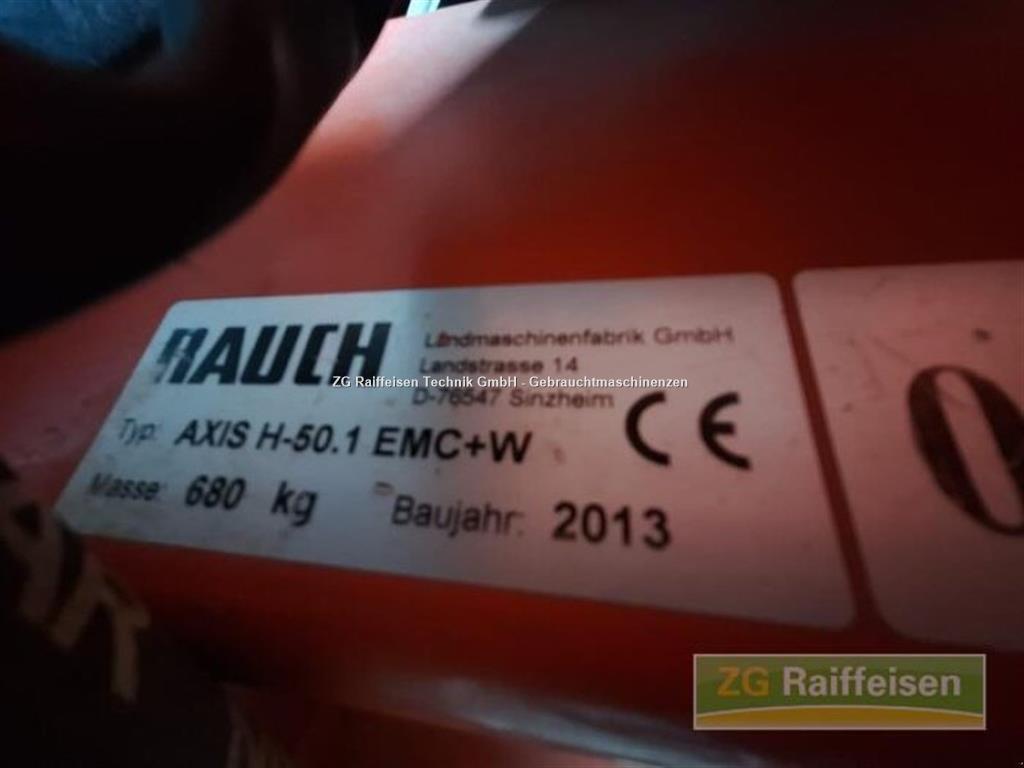 RAUCH
Landmaschinenfabrik GmbH
Landstrasse 14
D-76547 Sinzheim
ZG Raiffeisen Technik GmbH - Gebrauchtmaschinenzen
Typ: AXIS H-50.1 EMC+W
CE
Masse: 680 kg
Baujahr: 2013
ZG Raiffeisen